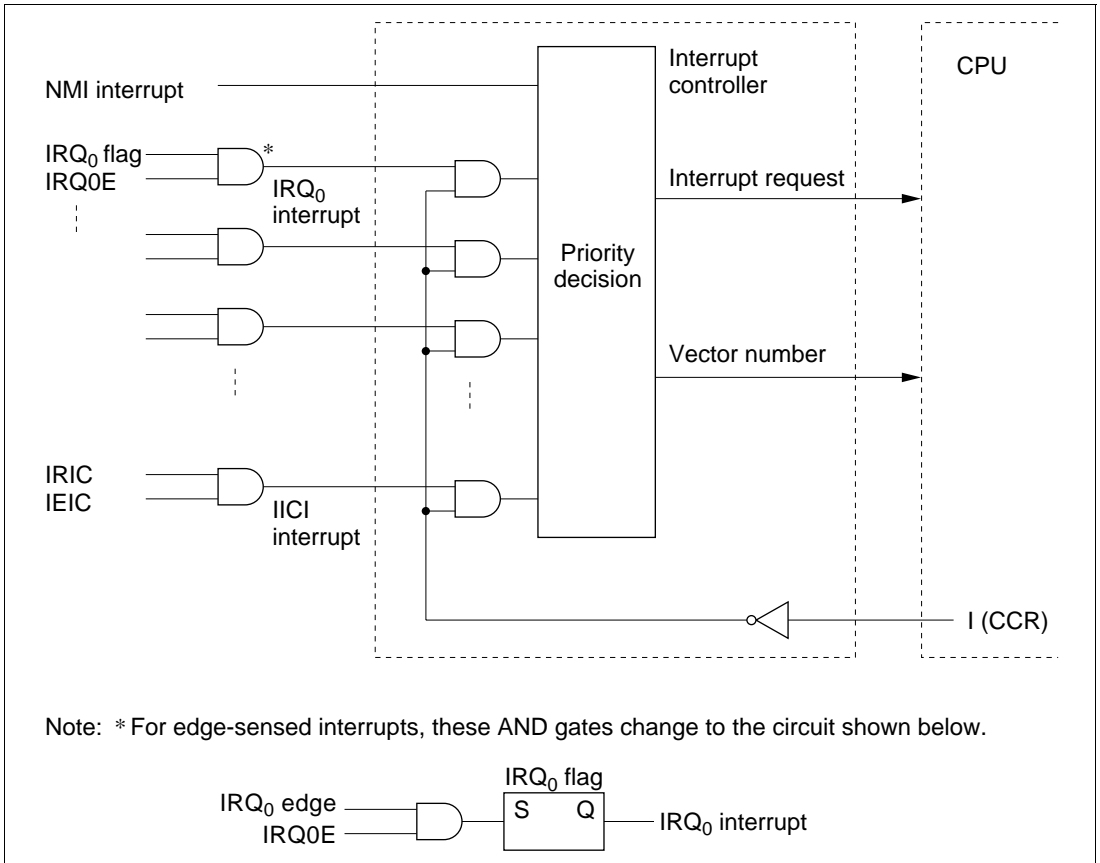 NMI interrupt
Interrupt
controller
CPU
IRQ0 flag
IRQ0E
*
IRQ0
interrupt
Interrupt request
Priority
decision
Vector number
IRIC
IEIC
IICI
interrupt
I (CCR)
Note: * For edge-sensed interrupts, these AND gates change to the circuit shown below.
IRQ0 flag
IRQ0 edge
IRQ0E
S Q
IRQ0 interrupt